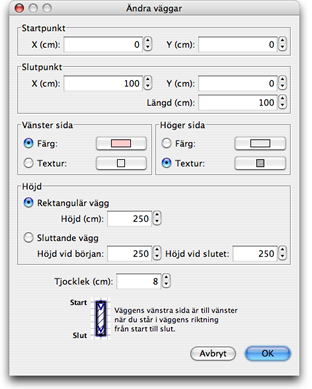 Ändra väggar
Startpunkt
X (cm): 0 Y (cm): 0
Slutpunkt
X (cm): 100 Y (cm): 0
Längd (cm): 100
Vänster sida Höger sida
Färg: Färg:
Textur: Textur:
Höjd
Rektangulär vägg
Höjd (cm): 250
Sluttande vägg
Höjd vid början: 250 Höjd vid slutet: 250
Tjocklek (cm): 8
Start
Väggens vänstra sida är till vänster
när du står i väggens riktning
från start till slut.
Slut
Avbryt OK